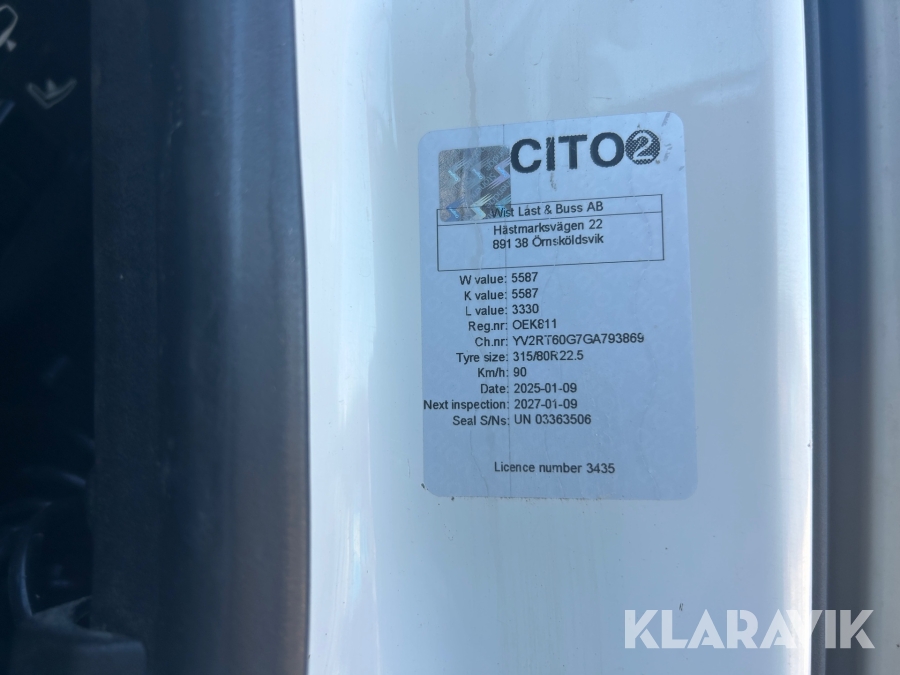 CITO2
Wist Last & Buss AB
Hästmarksvägen 22
891 38 Örnsköldsvik
W value: 5587
K value: 5587
L value: 3330
Reg.nr: OEK811
Ch.nr: YV2RT60G7GA793869
Tyre size: 315/80R22.5
Km/h: 90
Date: 2025-01-09
Next inspection: 2027-01-09
Seal S/Ns: UN 03363506
Licence number 3435
KLARAVIK